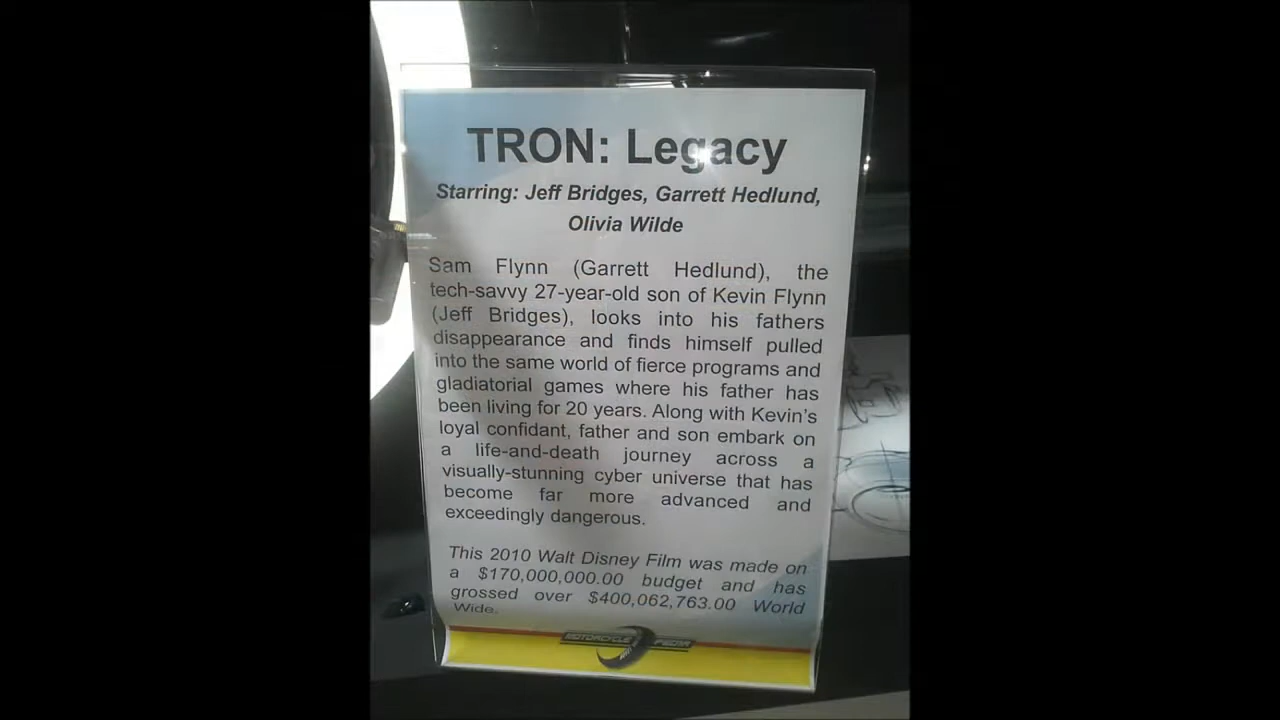 TRON: Legacy
Starring: Jeff Bridges, Garrett Hedlund,
Olivia Wilde
Sam Flynn (Garrett Hedlund), the
tech-savvy 27-year-old son of Kevin Flynn
(Jeff Bridges), looks into his fathers
disappearance and finds himself pulled
into the same world of fierce programs and
gladiatorial games where his father has
been living for 20 years. Along with Kevin's
loyal confidant, father and son embark on
a life-and-death journey across a
visually-stunning cyber universe that has
become far more advanced and
exceedingly dangerous.
This 2010 Walt Disney Film was made on
a $170,000,000.00 budget and has
grossed over $400,062,763.00 World
Wide.
MOTORCYCLE PEDIA